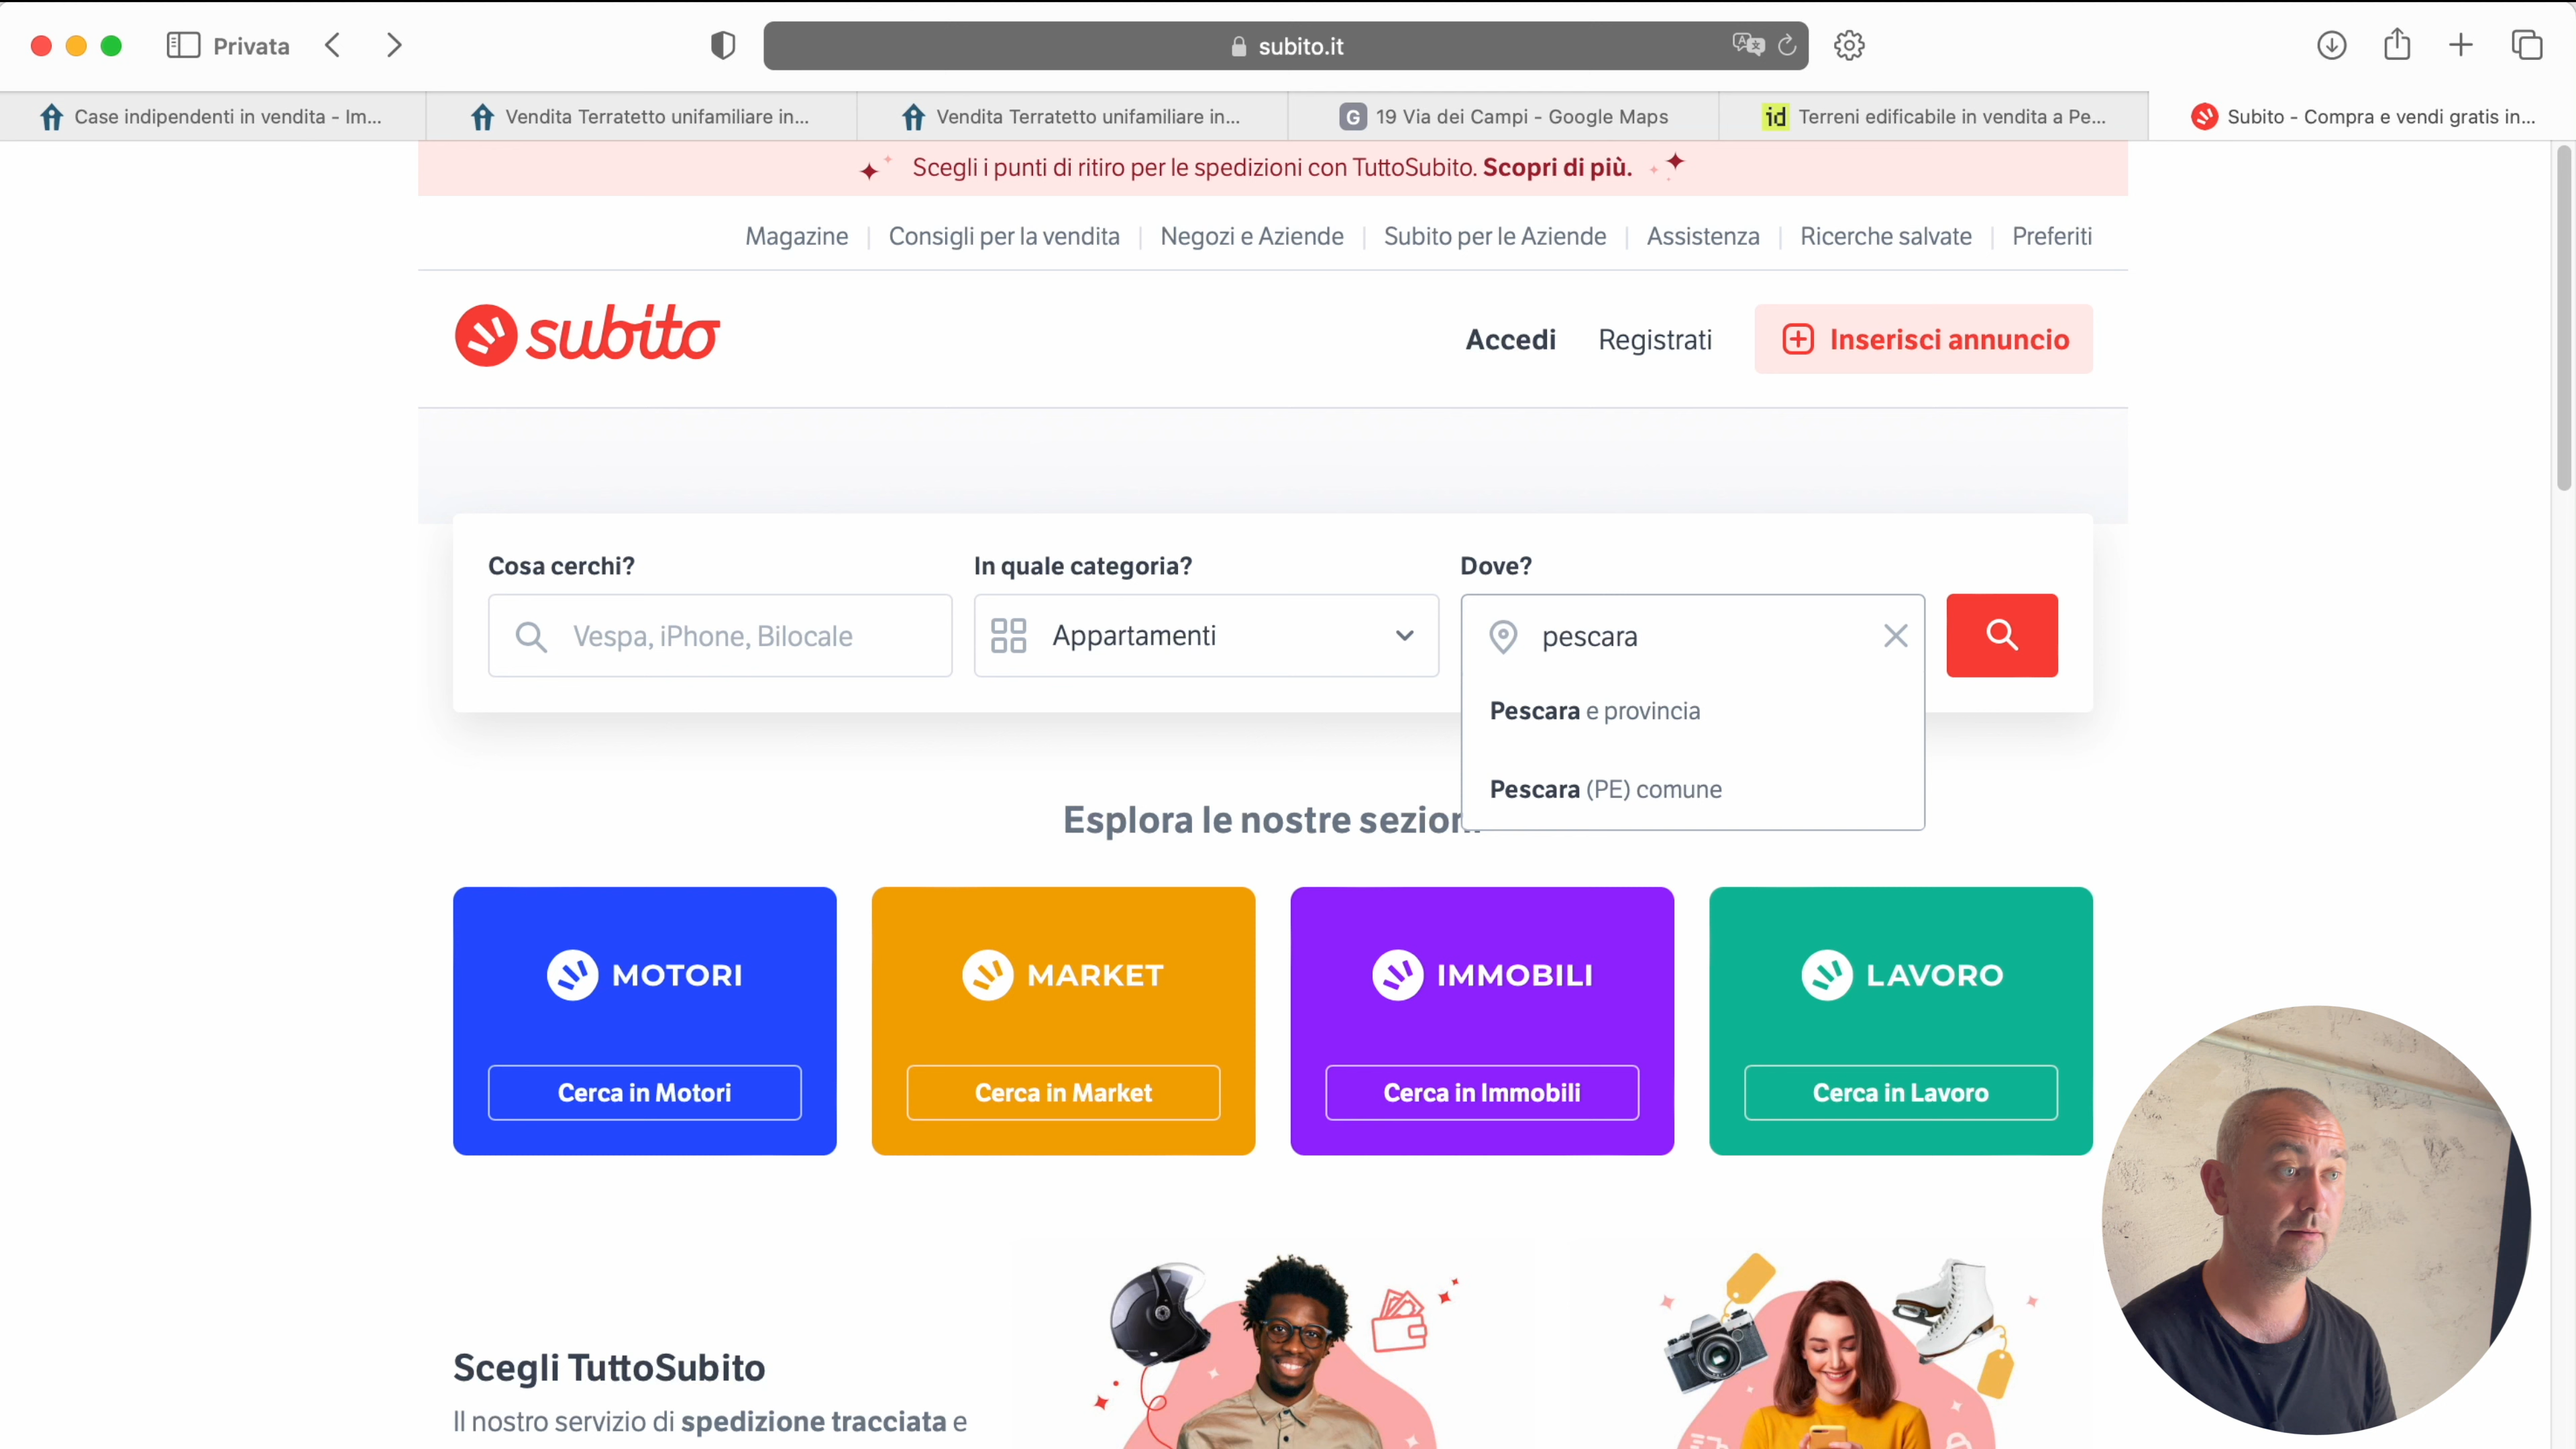 Privata
subito.it
Case indipendenti in vendita - Im...
Vendita Terratetto unifamiliare in...
Vendita Terratetto unifamiliare in...
G 19 Via dei Campi - Google Maps
id Terreni edificabile in vendita a Pe...
Subito - Compra e vendi gratis in...
Scegli i punti di ritiro per le spedizioni con TuttoSubito. Scopri di più.
Magazine | Consigli per la vendita | Negozi e Aziende | Subito per le Aziende | Assistenza | Ricerche salvate | Preferiti
subito
Accedi
Registrati
Inserisci annuncio
Cosa cerchi?
In quale categoria?
Dove?
Vespa, iPhone, Bilocale
Appartamenti
pescara
Pescara e provincia
Pescara (PE) comune
Esplora le nostre sezioni
MOTORI
MARKET
IMMOBILI
LAVORO
Cerca in Motori
Cerca in Market
Cerca in Immobili
Cerca in Lavoro
Scegli TuttoSubito
Il nostro servizio di spedizione tracciata e